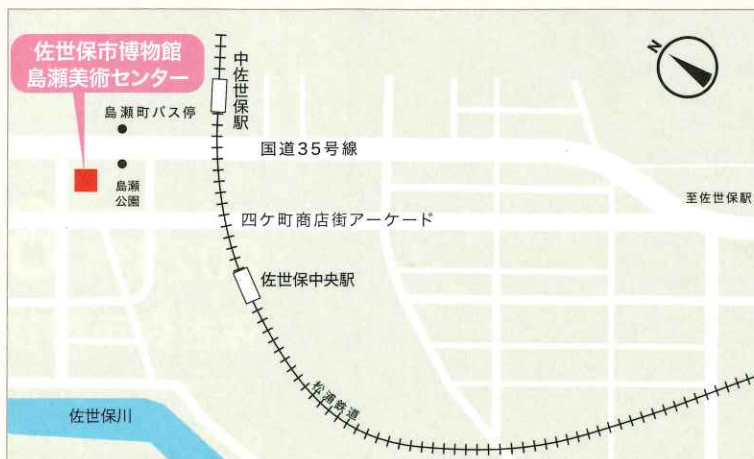 佐世保市博物館
島瀬美術センター
中佐世保駅
N
島瀬町バス停
国道35号線
島瀬
公園
至佐世保駅
四ケ町商店街アーケード
佐世保中央駅
松浦鉄道
佐世保川